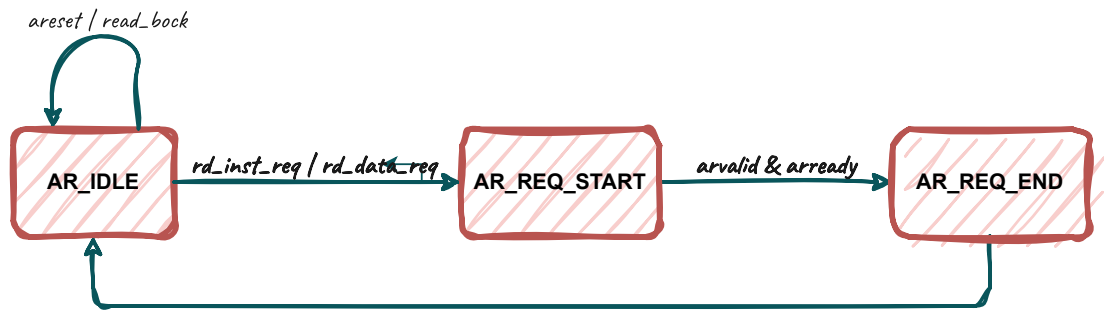 areset / read_bock
rd_inst_req / rd_data_req
arvalid & arready
AR_IDLE
AR_REQ_START
AR_REQ_END